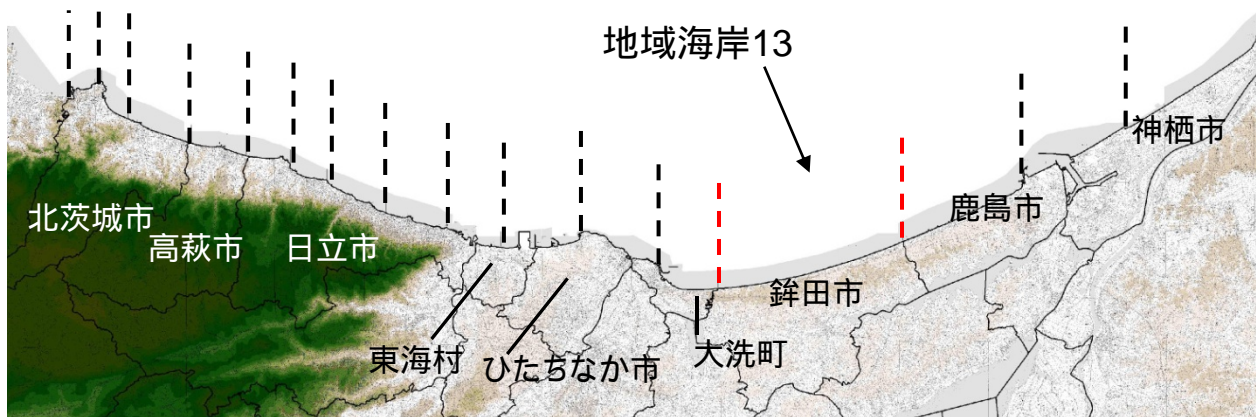 地域海岸13
神栖市
鹿島市
北茨城市
高萩市
日立市
鉾田市
東海村
ひたちなか市
大洗町